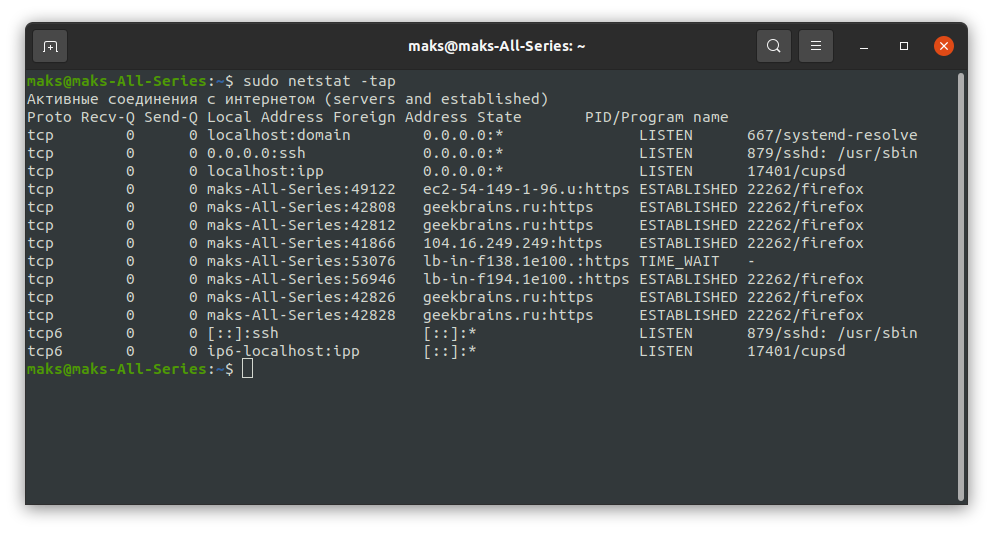 maks@maks-All-Series: ~
maks@maks-All-Series:~$ sudo netstat -tap
Активные соединения с интернетом (servers and established)
Proto Recv-Q Send-Q Local Address Foreign Address State       PID/Program name
tcp        0      0 localhost:domain        0.0.0.0:*               LISTEN      667/systemd-resolve
tcp        0      0 0.0.0.0:ssh             0.0.0.0:*               LISTEN      879/sshd: /usr/sbin
tcp        0      0 localhost:ipp           0.0.0.0:*               LISTEN      17401/cupsd
tcp        0      0 maks-All-Series:49122   ec2-54-149-1-96.u:https ESTABLISHED 22262/firefox
tcp        0      0 maks-All-Series:42808   geekbrains.ru:https     ESTABLISHED 22262/firefox
tcp        0      0 maks-All-Series:42812   geekbrains.ru:https     ESTABLISHED 22262/firefox
tcp        0      0 maks-All-Series:41866   104.16.249.249:https    ESTABLISHED 22262/firefox
tcp        0      0 maks-All-Series:53076   lb-in-f138.1e100.:https TIME_WAIT   -
tcp        0      0 maks-All-Series:56946   lb-in-f194.1e100.:https ESTABLISHED 22262/firefox
tcp        0      0 maks-All-Series:42826   geekbrains.ru:https     ESTABLISHED 22262/firefox
tcp        0      0 maks-All-Series:42828   geekbrains.ru:https     ESTABLISHED 22262/firefox
tcp6       0      0 [::]:ssh                [::]:*                  LISTEN      879/sshd: /usr/sbin
tcp6       0      0 ip6-localhost:ipp       [::]:*                  LISTEN      17401/cupsd
maks@maks-All-Series:~$